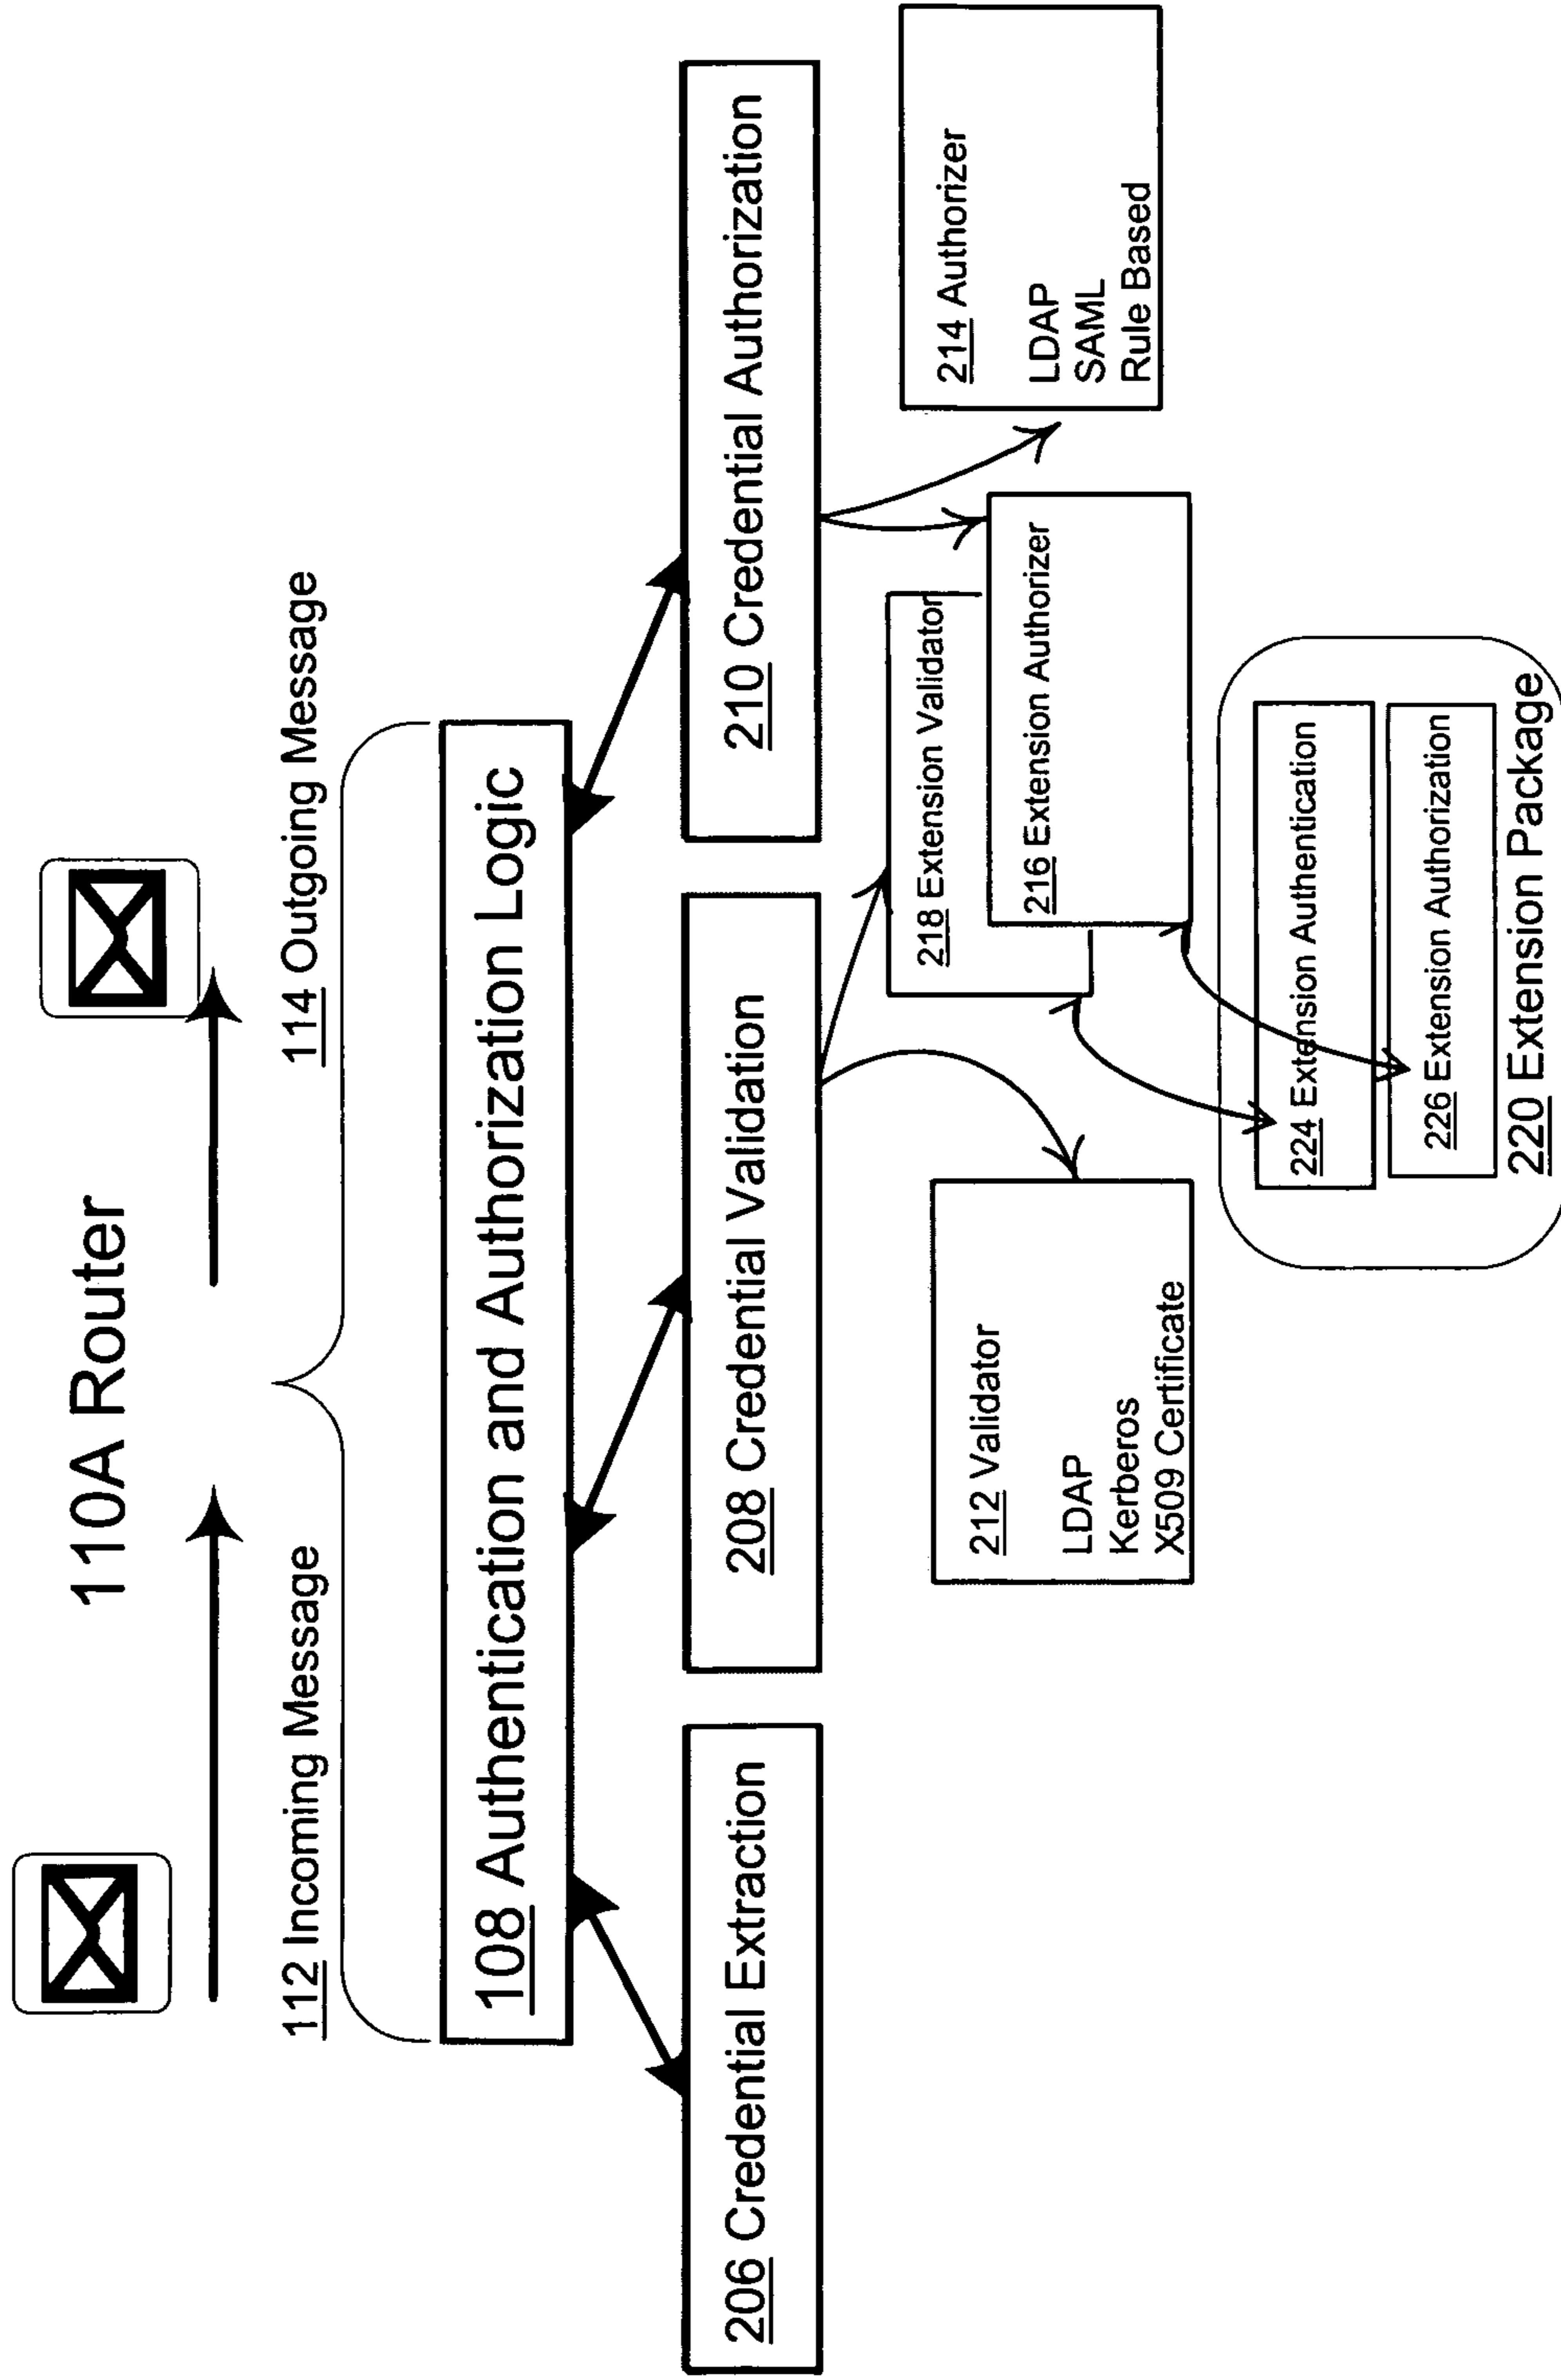 110A Router
112 Incoming Message
114 Outgoing Message
108 Authentication and Authorization Logic
206 Credential Extraction
208 Credential Validation
210 Credential Authorization
212 Validator
LDAP
Kerberos
X509 Certificate
218 Extension Validator
216 Extension Authorizer
214 Authorizer
LDAP
SAML
Rule Based
224 Extension Authentication
226 Extension Authorization
220 Extension Package